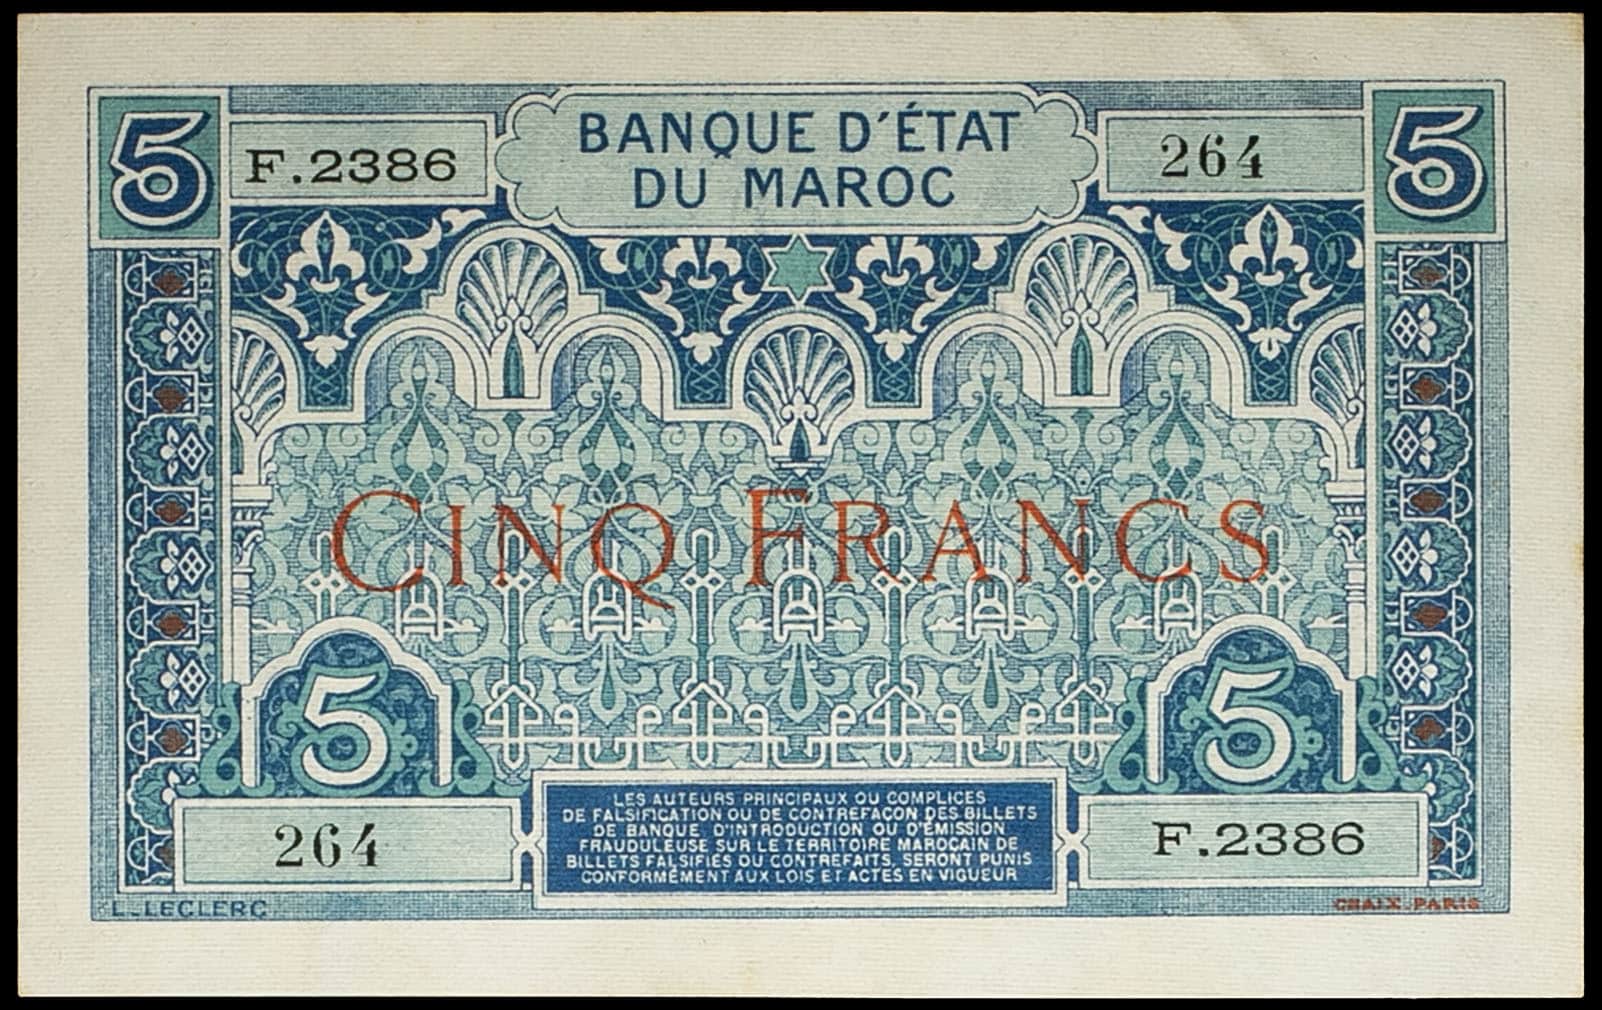 5
F.2386
BANQUE D'ÉTAT
DU MAROC
264
5
CINQ FRANCS
5
5
264
LES AUTEURS PRINCIPAUX OU COMPLICES
DE FALSIFICATION OU DE CONTREFAÇON DES BILLETS
DE BANQUE, D'INTRODUCTION OU D'ÉMISSION
FRAUDULEUSE SUR LE TERRITOIRE MAROCAIN DE
BILLETS FALSIFIÉS OU CONTREFAITS, SERONT PUNIS
CONFORMÉMENT AUX LOIS ET ACTES EN VIGUEUR
F.2386
L.LECLERC
CHAIX.PARIS